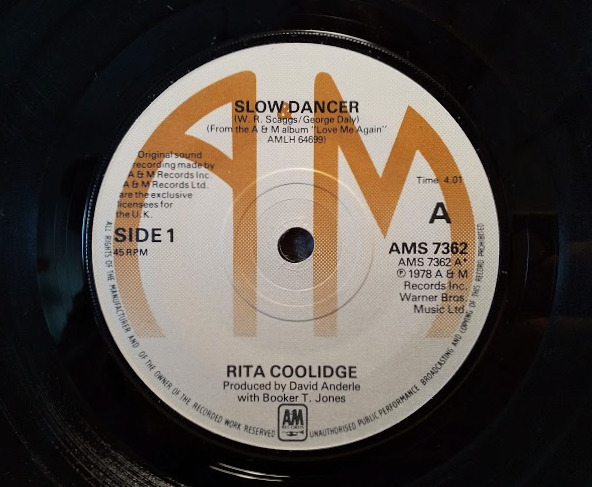 A M
SLOW DANCER
(W. R. Scaggs/George Daly)
(From the A & M album "Love Me Again"
AMLH 64699)
Original sound
recording made by
A & M Records Inc.
A & M Records Ltd.
are the exclusive
licensees for
the U.K.
SIDE 1
45 RPM
Time 4.01
A
AMS 7362
AMS 7362 A*
℗ 1978 A & M
Records Inc.
Warner Bros.
Music Ltd
RITA COOLIDGE
Produced by David Anderle
with Booker T. Jones
AM
RECORDS
ALL RIGHTS OF THE MANUFACTURER AND OF THE OWNER OF THE RECORDED WORK RESERVED
UNAUTHORISED PUBLIC PERFORMANCE BROADCASTING AND COPYING OF THIS RECORD PROHIBITED